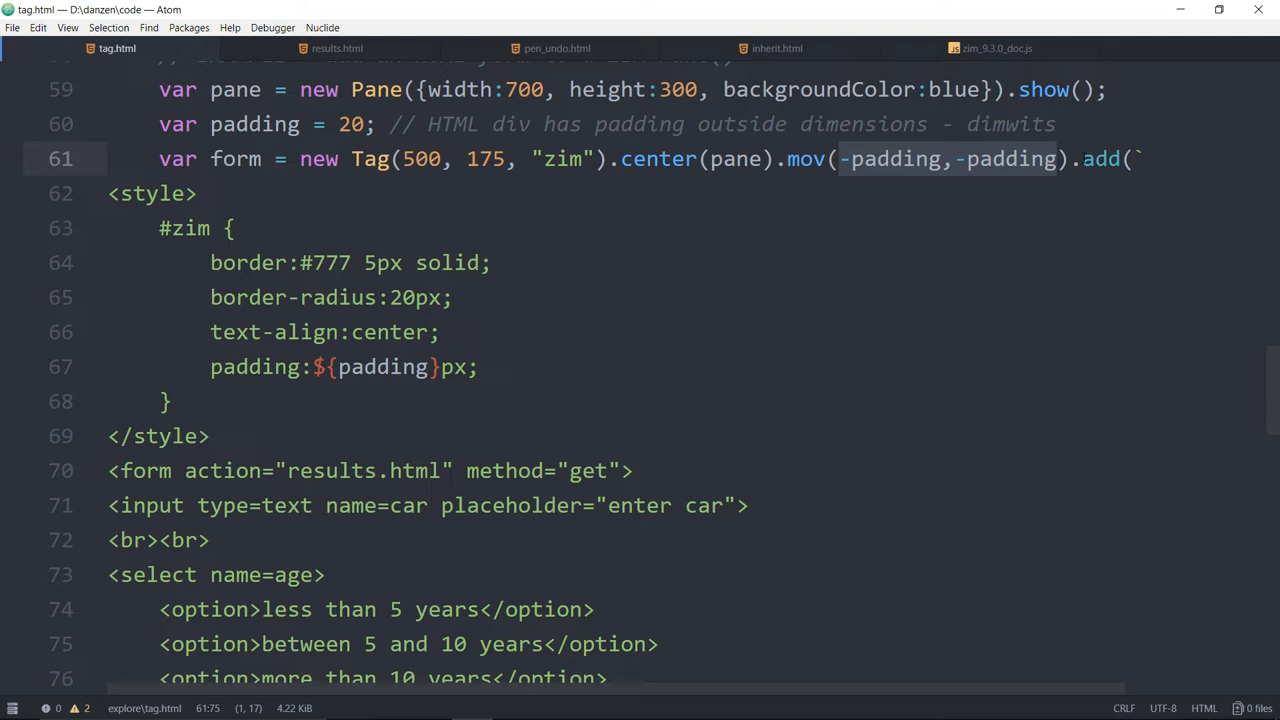 tag.html — D:\danzen\code — Atom
File Edit View Selection Find Packages Help Debugger Nuclide
tag.html results.html pen_undo.html inherit.html zim_9.3.0_doc.js
59 var pane = new Pane({width:700, height:300, backgroundColor:blue}).show();
60 var padding = 20; // HTML div has padding outside dimensions - dimwits
61 var form = new Tag(500, 175, "zim").center(pane).mov(-padding,-padding).add(`
62 <style>
63 #zim {
64 border:#777 5px solid;
65 border-radius:20px;
66 text-align:center;
67 padding:${padding}px;
68 }
69 </style>
70 <form action="results.html" method="get">
71 <input type=text name=car placeholder="enter car">
72 <br><br>
73 <select name=age>
74 <option>less than 5 years</option>
75 <option>between 5 and 10 years</option>
76 <option>more than 10 years</option>
0 2 explore\tag.html 61:75 (1, 17) 4.22 KiB CRLF UTF-8 HTML 0 files